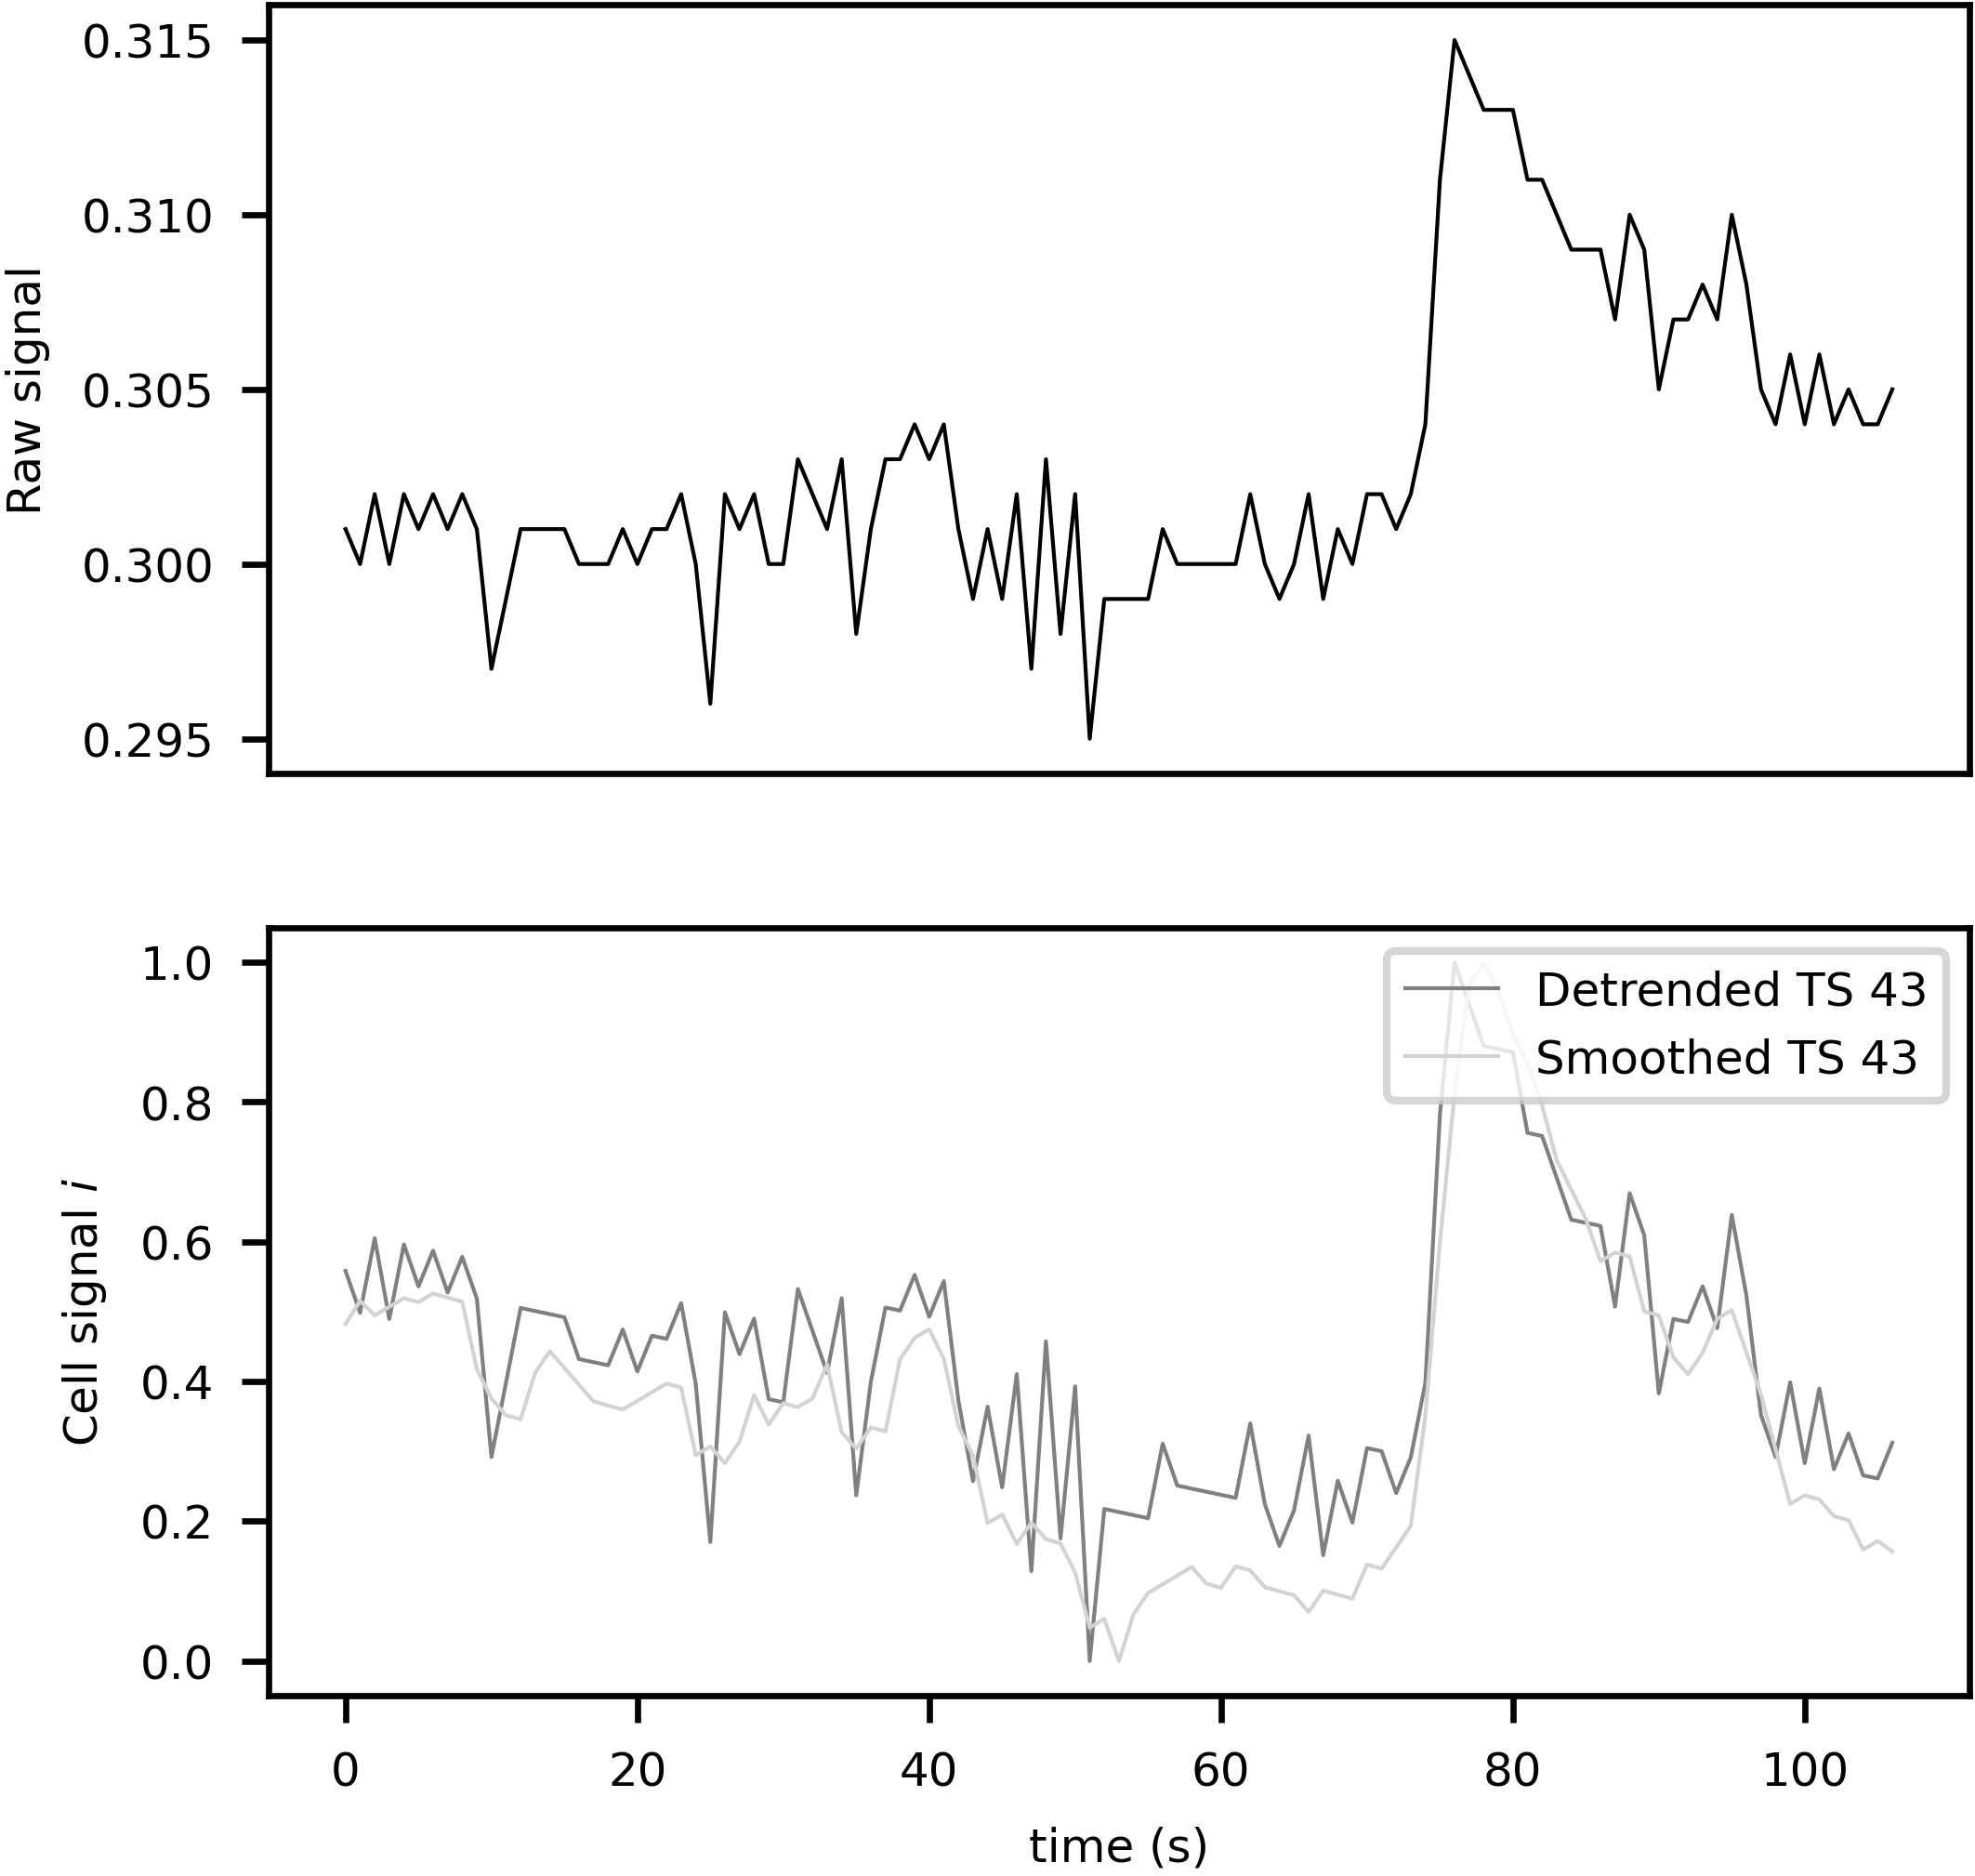 0.315
0.310
0.305
0.300
0.295
Raw signal
1.0
0.8
0.6
0.4
0.2
0.0
Cell signal i
Detrended TS 43
Smoothed TS 43
0 20 40 60 80 100
time (s)